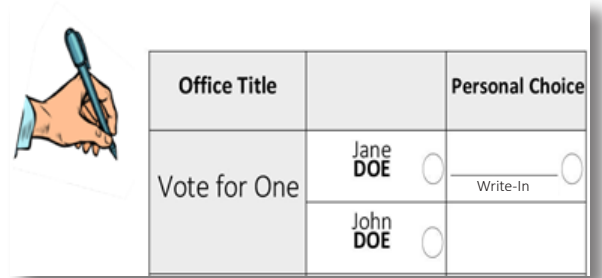 Office Title
Personal Choice
Vote for One
Jane
DOE
Write-In
John
DOE